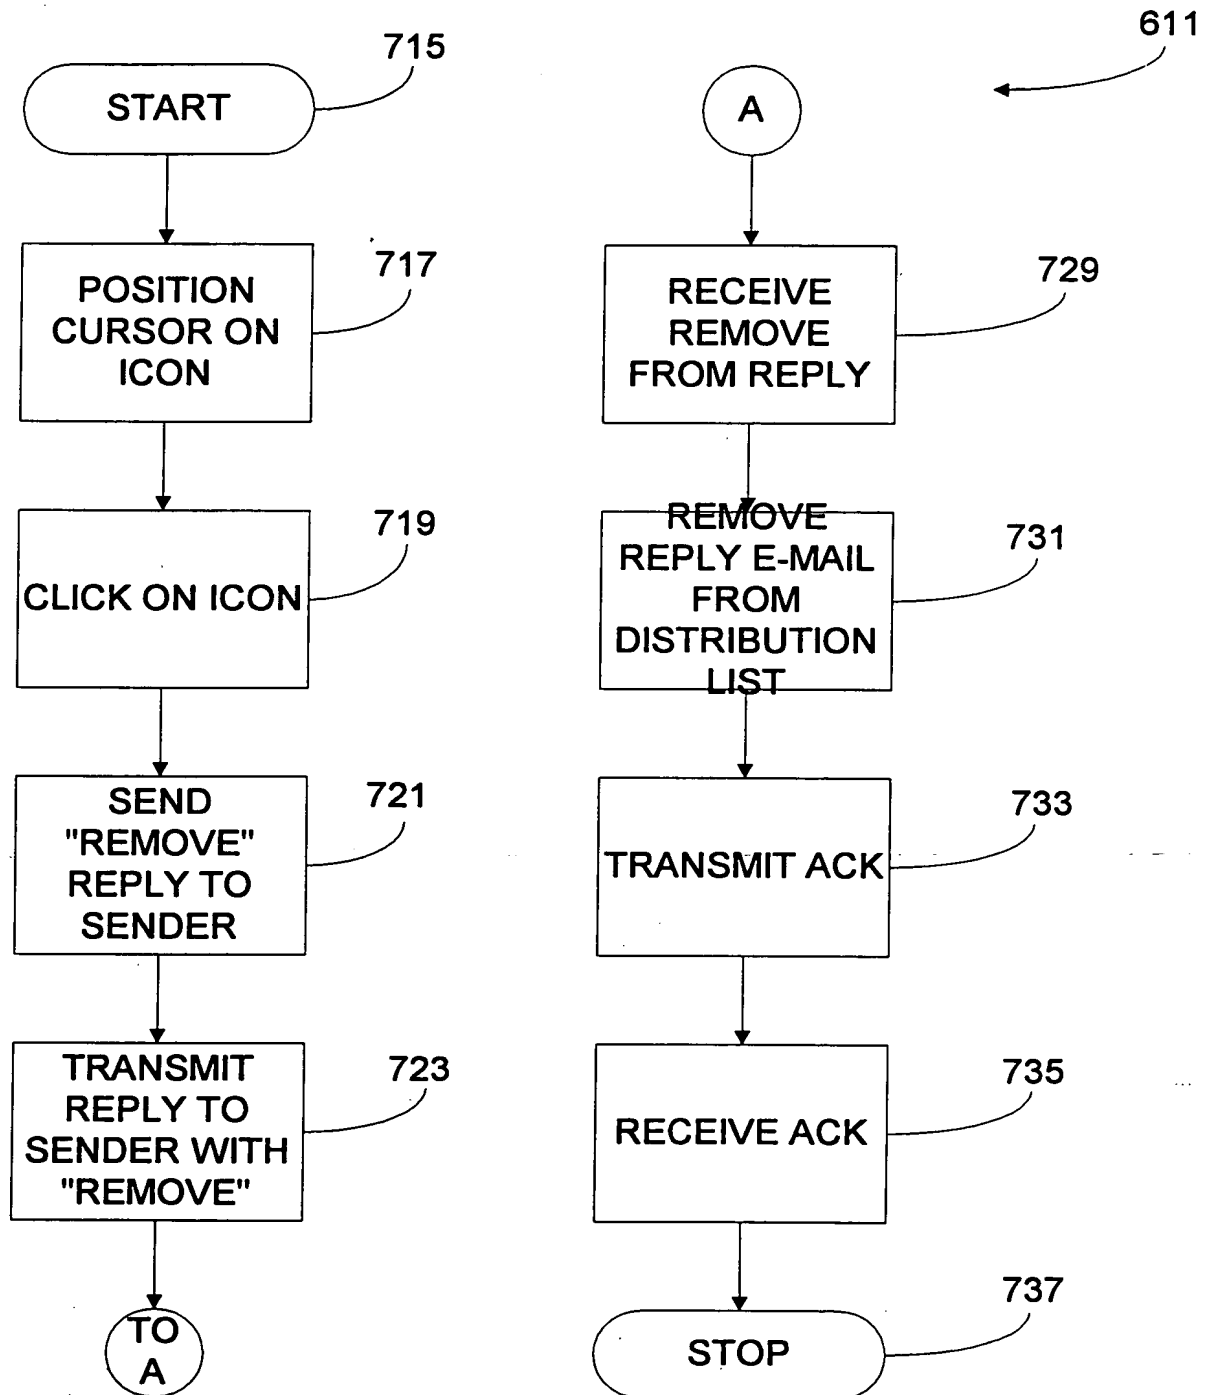 611
715
START
717
POSITION
CURSOR ON
ICON
719
CLICK ON ICON
721
SEND
"REMOVE"
REPLY TO
SENDER
723
TRANSMIT
REPLY TO
SENDER WITH
"REMOVE"
TO
A
A
729
RECEIVE
REMOVE
FROM REPLY
731
REMOVE
REPLY E-MAIL
FROM
DISTRIBUTION
LIST
733
TRANSMIT ACK
735
RECEIVE ACK
737
STOP